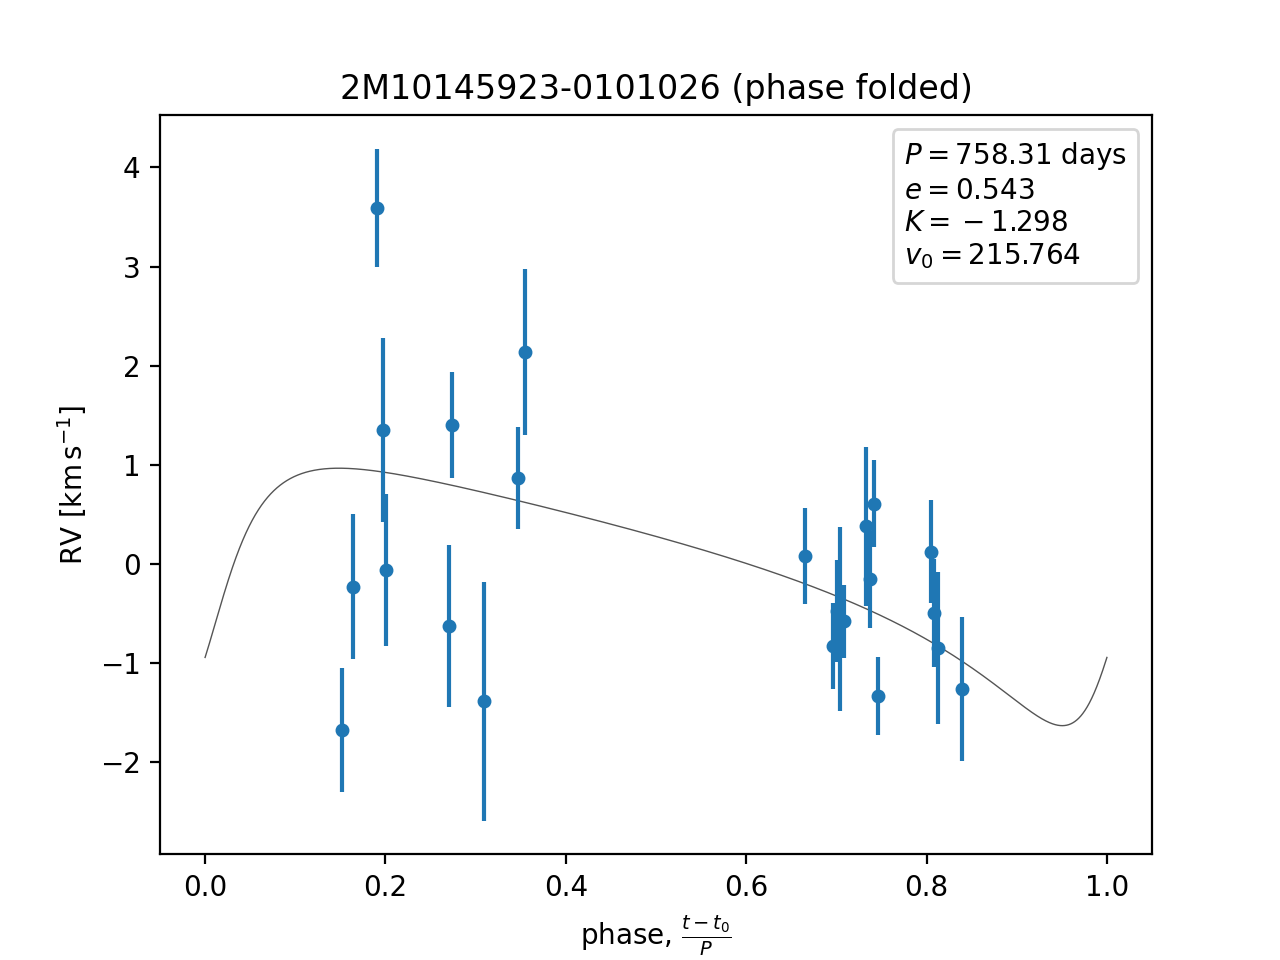 2M10145923-0101026 (phase folded)
P = 758.31 days
e = 0.543
K = −1.298
v₀ = 215.764
4
3
2
1
0
−1
−2
RV [km s⁻¹]
0.0 0.2 0.4 0.6 0.8 1.0
phase, (t − t₀)/P